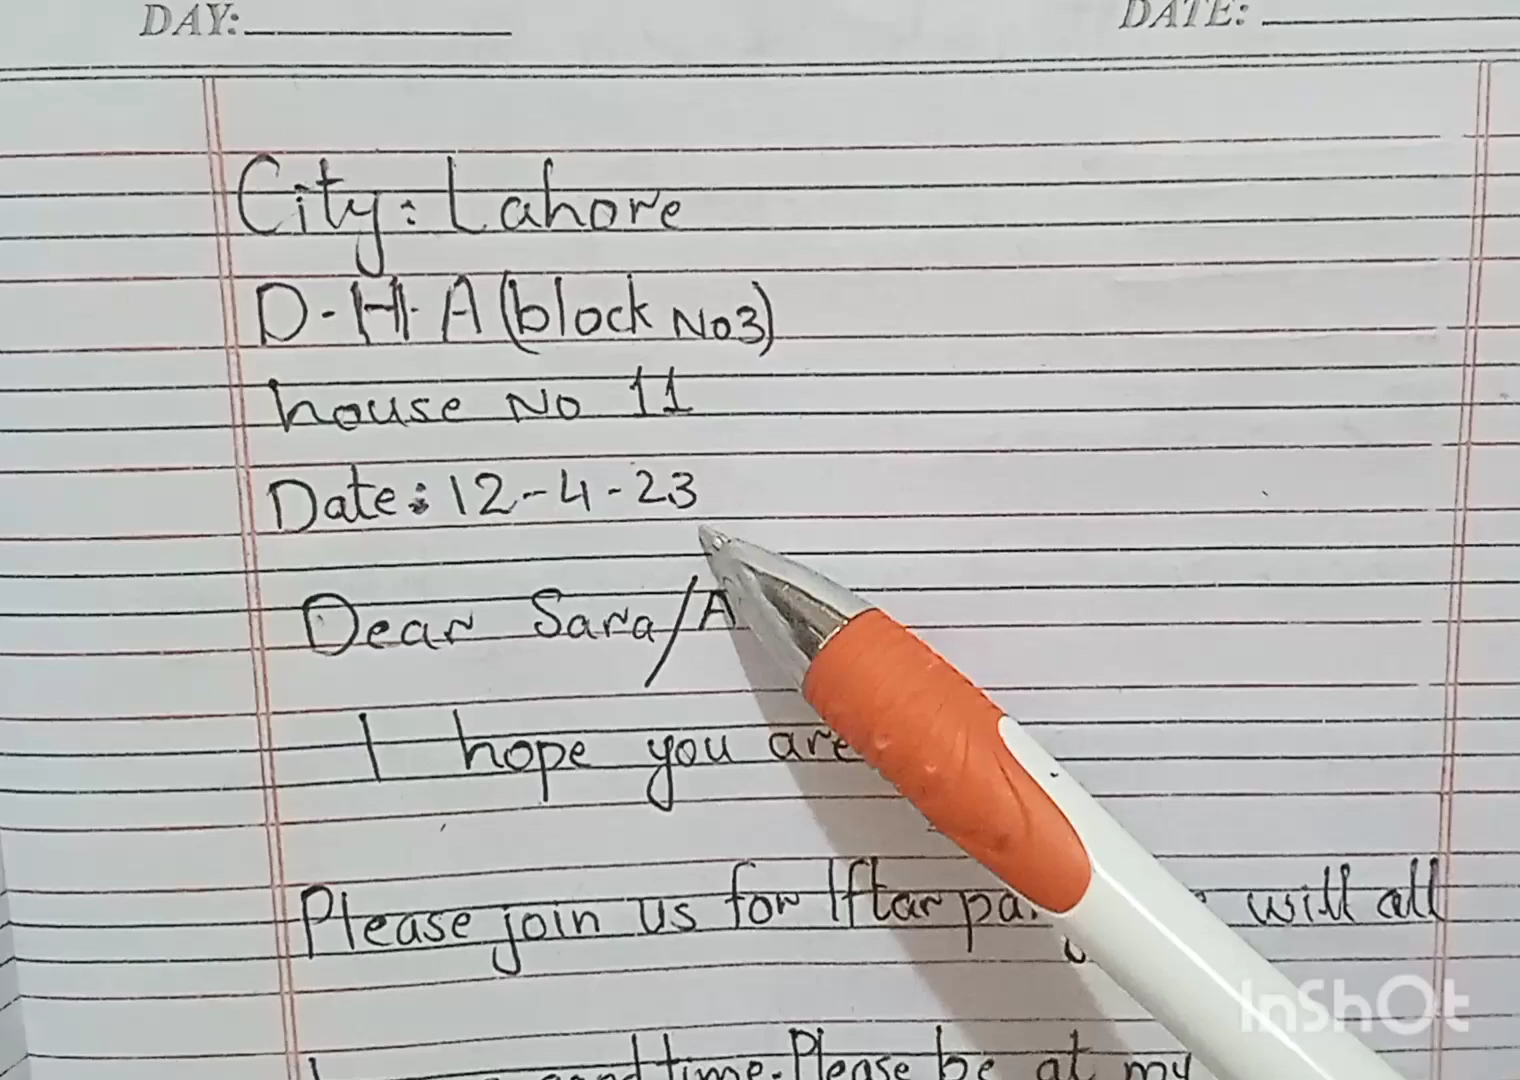 DAY:
DATE:
City: Lahore
D.H.A (block No3)
house No 11
Date: 12-4-23
Dear Sara/A
I hope you are
Please join us for Iftar will all
time. Please be at my
InShOt